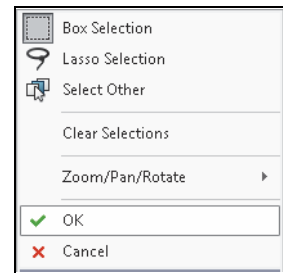 Box Selection
Lasso Selection
Select Other
Clear Selections
Zoom/Pan/Rotate
OK
Cancel